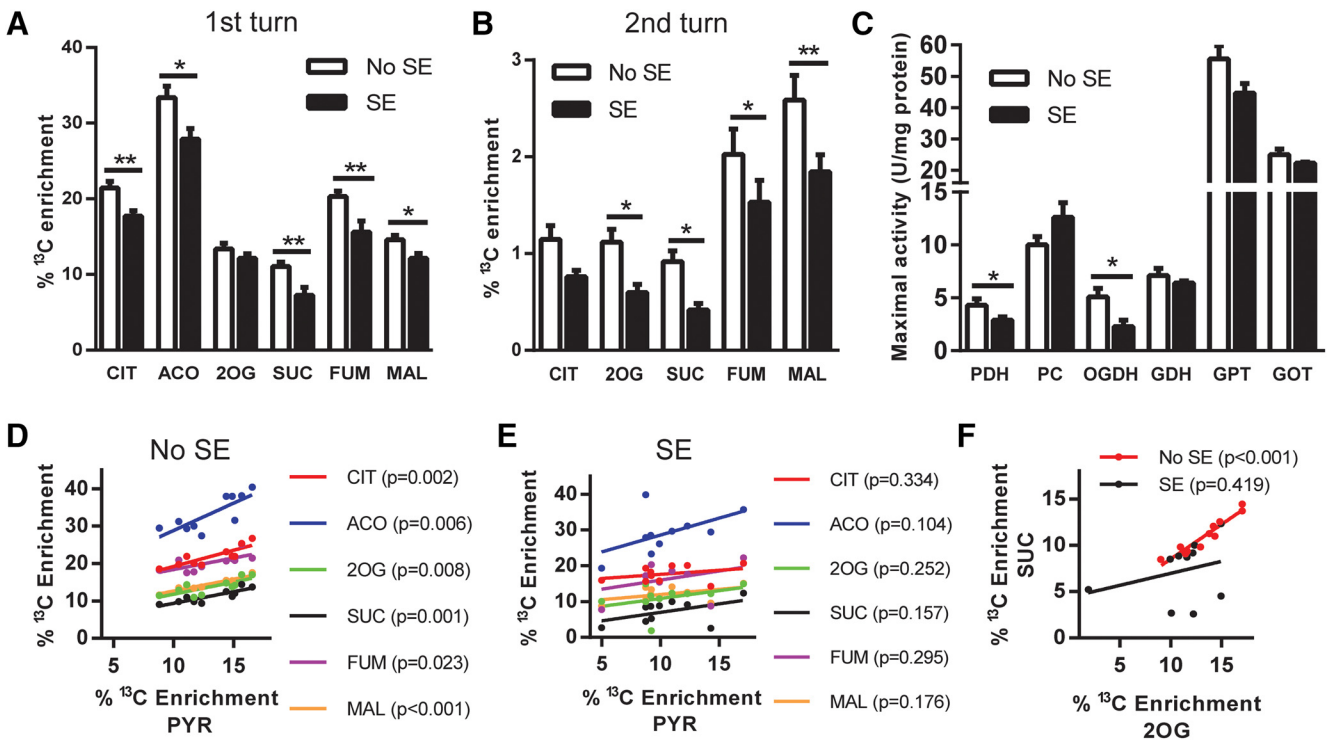 A
1st turn
% ¹³C enrichment
40
30
20
10
0
No SE
SE
**
*
**
**
*
CIT ACO 2OG SUC FUM MAL
B
2nd turn
% ¹³C enrichment
3
2
1
0
No SE
SE
*
*
*
**
CIT 2OG SUC FUM MAL
C
Maximal activity (U/mg protein)
60
50
40
30
20
15
10
5
0
No SE
SE
*
*
PDH PC OGDH GDH GPT GOT
D
No SE
% ¹³C Enrichment
40
30
20
10
0
5 10 15
% ¹³C Enrichment
PYR
CIT (p=0.002)
ACO (p=0.006)
2OG (p=0.008)
SUC (p=0.001)
FUM (p=0.023)
MAL (p<0.001)
E
SE
% ¹³C Enrichment
40
30
20
10
0
5 10 15
% ¹³C Enrichment
PYR
CIT (p=0.334)
ACO (p=0.104)
2OG (p=0.252)
SUC (p=0.157)
FUM (p=0.295)
MAL (p=0.176)
F
No SE (p<0.001)
SE (p=0.419)
% ¹³C Enrichment
SUC
15
10
5
0
5 10 15
% ¹³C Enrichment
2OG